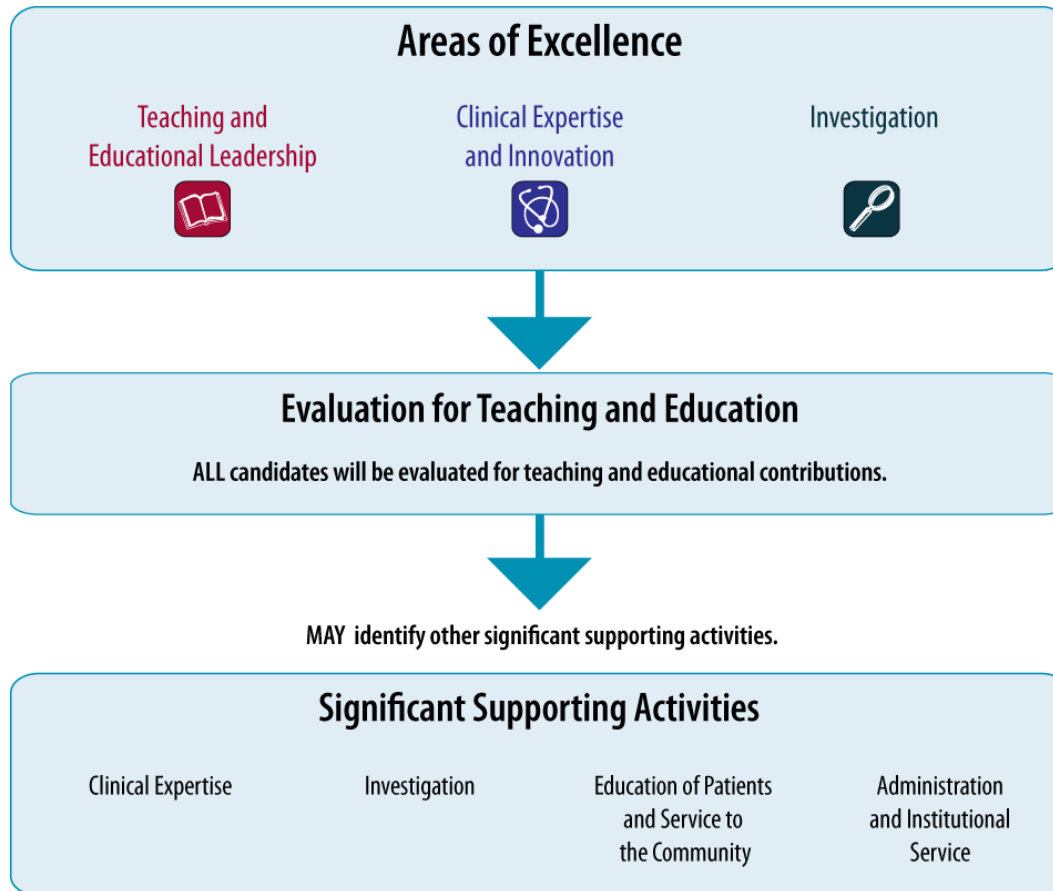 Areas of Excellence
Teaching and
Educational Leadership
Clinical Expertise
and Innovation
Investigation
Evaluation for Teaching and Education
ALL candidates will be evaluated for teaching and educational contributions.
MAY identify other significant supporting activities.
Significant Supporting Activities
Clinical Expertise
Investigation
Education of Patients
and Service to
the Community
Administration
and Institutional
Service